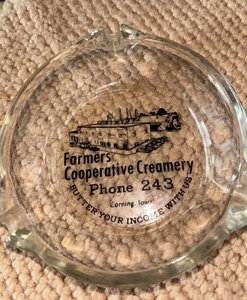 Farmers
Cooperative Creamery
Phone 243
Corning, Iowa
"BUTTER YOUR INCOME WITH US"